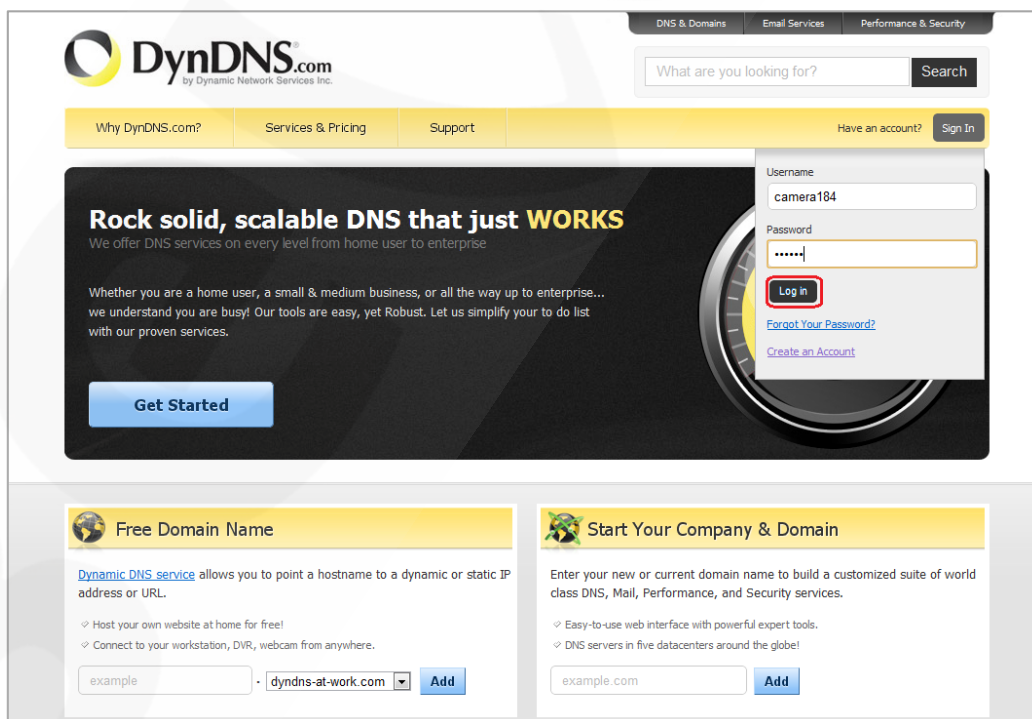 DNS & Domains Email Services Performance & Security
DynDNS.com
by Dynamic Network Services Inc.
What are you looking for? Search
Why DynDNS.com? Services & Pricing Support Have an account? Sign In
Username
camera184
Password
••••••
Log in
Forgot Your Password?
Create an Account
Rock solid, scalable DNS that just WORKS
We offer DNS services on every level from home user to enterprise
Whether you are a home user, a small & medium business, or all the way up to enterprise...
we understand you are busy! Our tools are easy, yet Robust. Let us simplify your to do list
with our proven services.
Get Started
Free Domain Name
Dynamic DNS service allows you to point a hostname to a dynamic or static IP
address or URL.
Host your own website at home for free!
Connect to your workstation, DVR, webcam from anywhere.
example . dyndns-at-work.com Add
Start Your Company & Domain
Enter your new or current domain name to build a customized suite of world
class DNS, Mail, Performance, and Security services.
Easy-to-use web interface with powerful expert tools.
DNS servers in five datacenters around the globe!
example.com Add